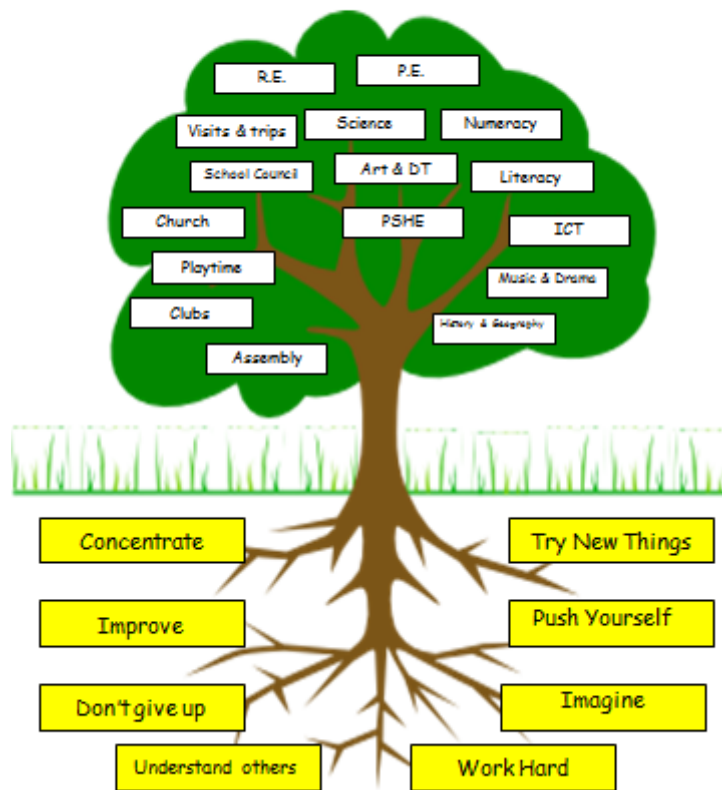 R.E.
P.E.
Visits & trips
Science
Numeracy
School Council
Art & DT
Literacy
Church
PSHE
ICT
Playtime
Music & Drama
Clubs
History & Geography
Assembly
Concentrate
Try New Things
Improve
Push Yourself
Don't give up
Imagine
Understand others
Work Hard